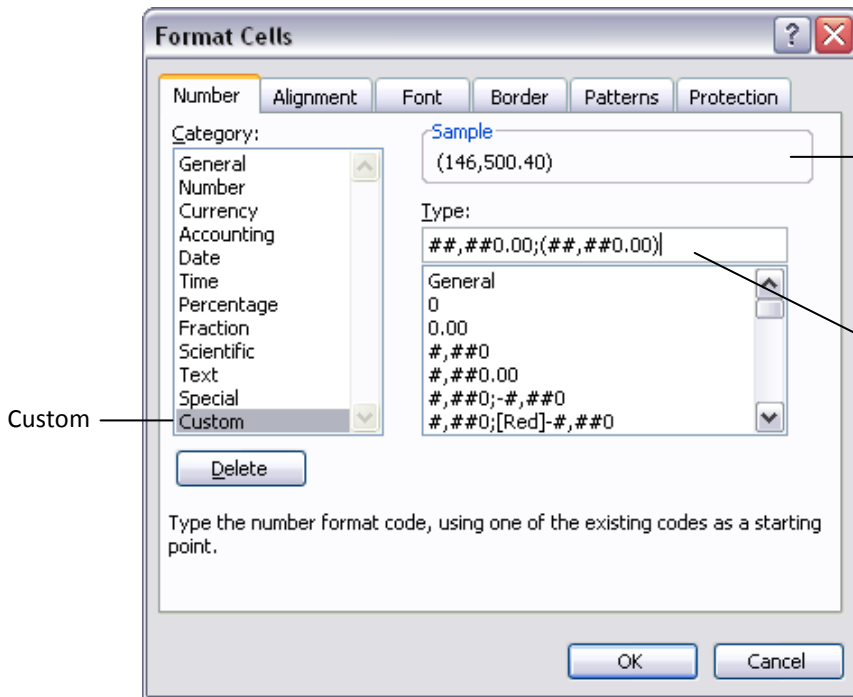 Format Cells
Number Alignment Font Border Patterns Protection
Category:
General
Number
Currency
Accounting
Date
Time
Percentage
Fraction
Scientific
Text
Special
Custom
Sample
(146,500.40)
Type:
##,##0.00;(##,##0.00)
General
0
0.00
#,##0
#,##0.00
#,##0;-#,##0
#,##0;[Red]-#,##0
Custom
Delete
Type the number format code, using one of the existing codes as a starting
point.
OK Cancel